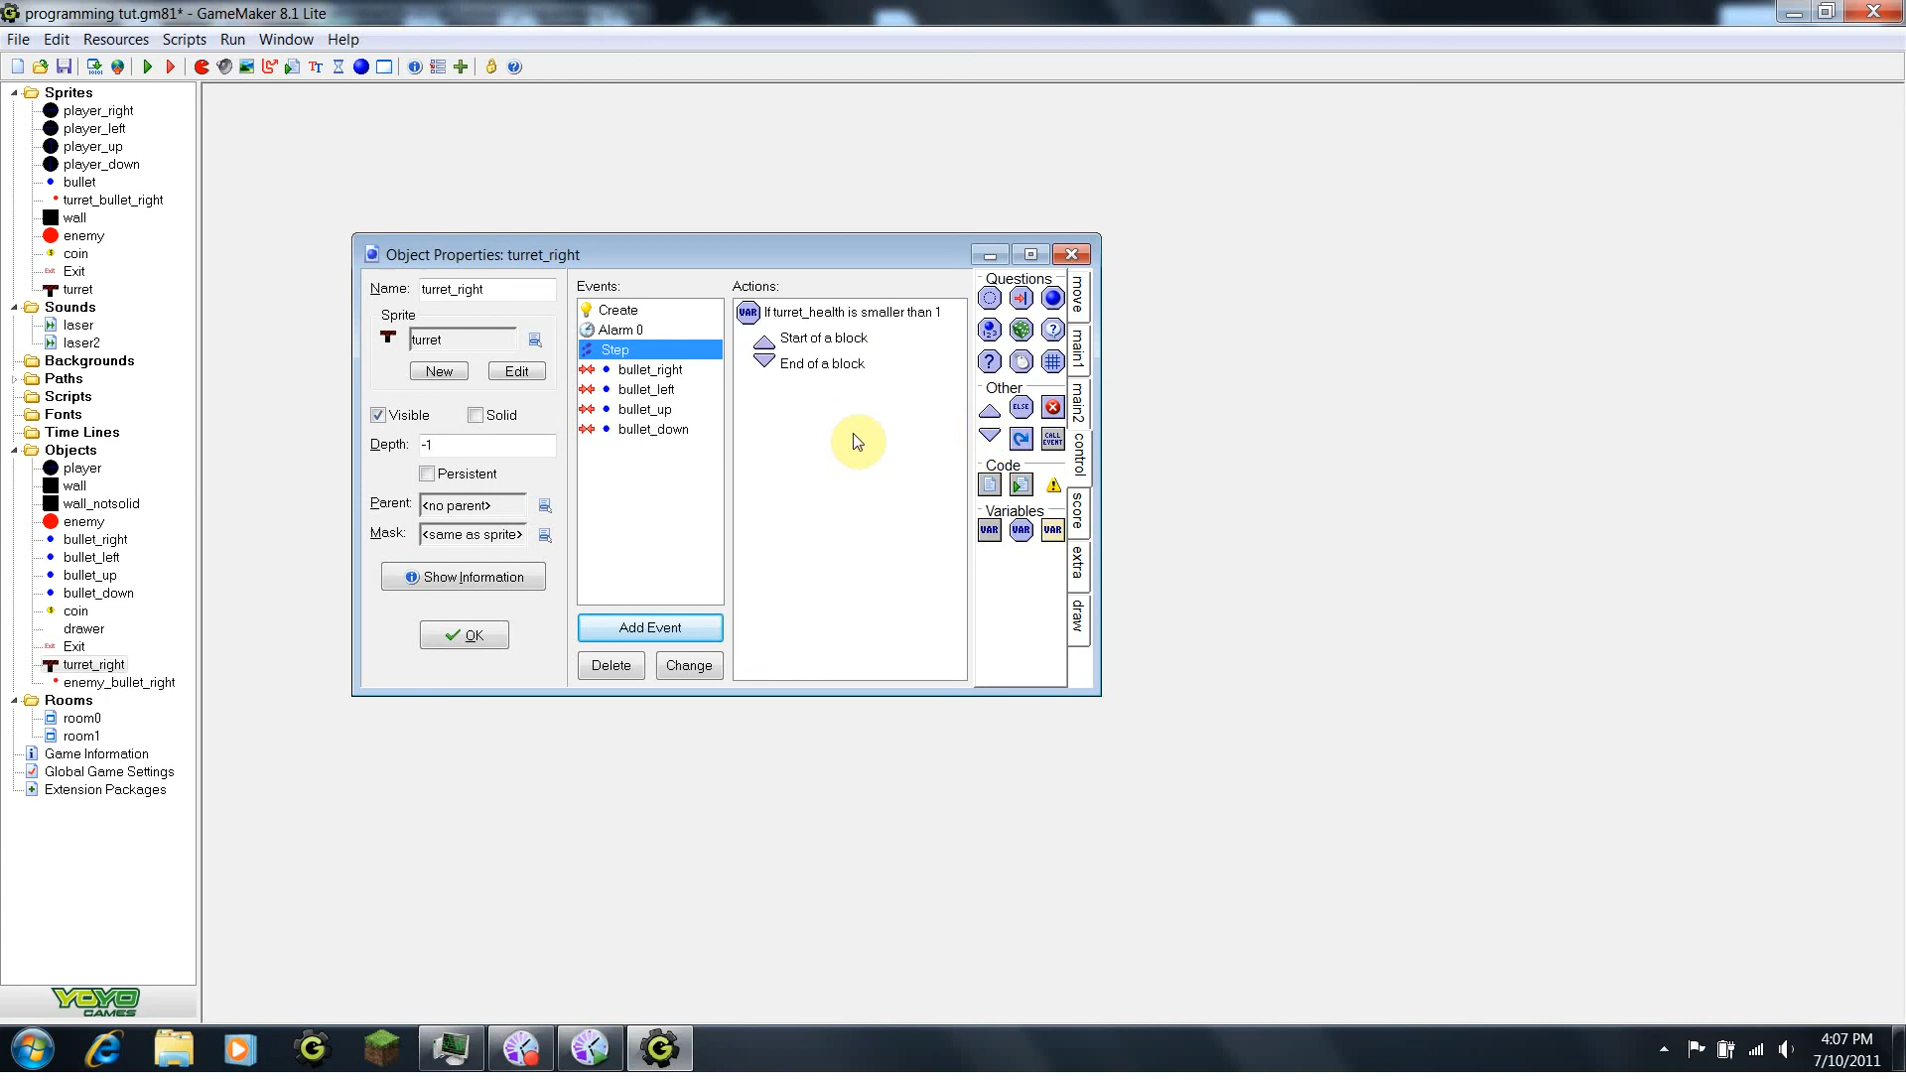 programming tut.gm81* - GameMaker 8.1 Lite
File Edit Resources Scripts Run Window Help
Sprites
player_right
player_left
player_up
player_down
bullet
turret_bullet_right
wall
enemy
coin
Exit
turret
Sounds
laser
laser2
Backgrounds
Paths
Scripts
Fonts
Time Lines
Objects
player
wall
wall_notsolid
enemy
bullet_right
bullet_left
bullet_up
bullet_down
coin
drawer
Exit
turret_right
enemy_bullet_right
Rooms
room0
room1
Game Information
Global Game Settings
Extension Packages
YOYO
GAMES
Object Properties: turret_right
Name: turret_right
Sprite
turret
New Edit
Visible Solid
Depth: -1
Persistent
Parent: <no parent>
Mask: <same as sprite>
Show Information
OK
Events:
Create
Alarm 0
Step
bullet_right
bullet_left
bullet_up
bullet_down
Add Event
Delete Change
Actions:
If turret_health is smaller than 1
Start of a block
End of a block
Questions
Other
ELSE
CALL EVENT
Code
Variables
VAR VAR VAR
move
main1
main2
control
score
extra
draw
4:07 PM
7/10/2011